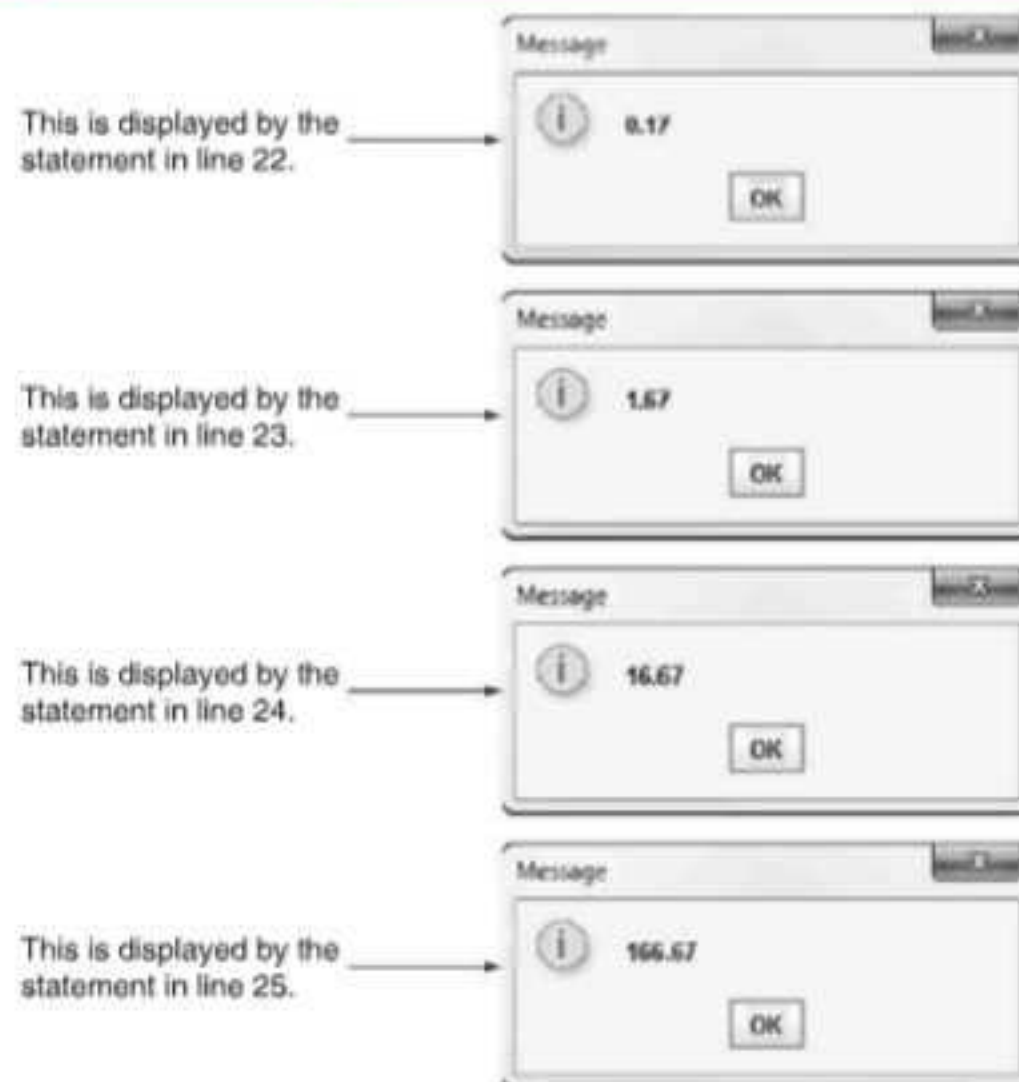 Message
This is displayed by the
statement in line 22.
0.17
OK
Message
This is displayed by the
statement in line 23.
1.67
OK
Message
This is displayed by the
statement in line 24.
16.67
OK
Message
This is displayed by the
statement in line 25.
166.67
OK